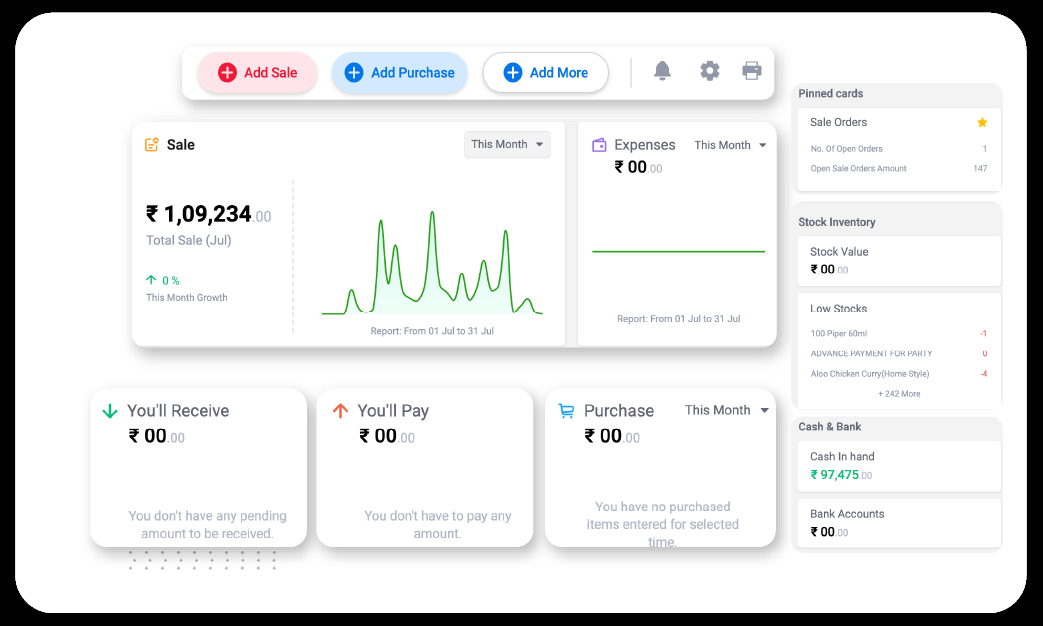 Add Sale
Add Purchase
Add More
Sale
This Month
₹ 1,09,234.00
Total Sale (Jul)
0 %
This Month Growth
Report: From 01 Jul to 31 Jul
Expenses
This Month
₹ 00.00
Report: From 01 Jul to 31 Jul
You'll Receive
₹ 00.00
You don't have any pending
amount to be received.
You'll Pay
₹ 00.00
You don't have to pay any
amount.
Purchase
This Month
₹ 00.00
You have no purchased
items entered for selected
time.
Pinned cards
Sale Orders
No. Of Open Orders 1
Open Sale Orders Amount 147
Stock Inventory
Stock Value
₹ 00.00
Low Stocks
100 Piper 60ml -1
ADVANCE PAYMENT FOR PARTY 0
Aloo Chicken Curry(Home Style) -4
+ 242 More
Cash & Bank
Cash In hand
₹ 97,475.00
Bank Accounts
₹ 00.00